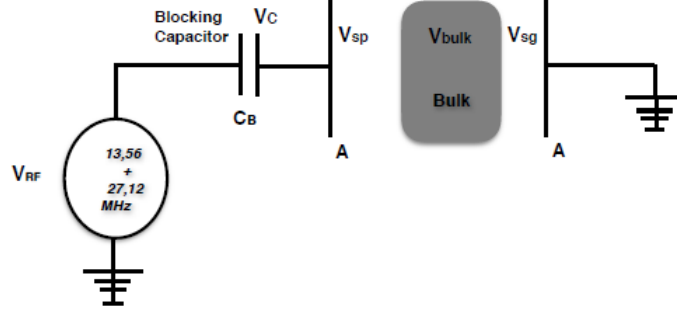 Blocking
Capacitor
VC
Vsp
Vbulk
Vsg
CB
Bulk
A
A
VRF
13,56
+
27,12
MHz